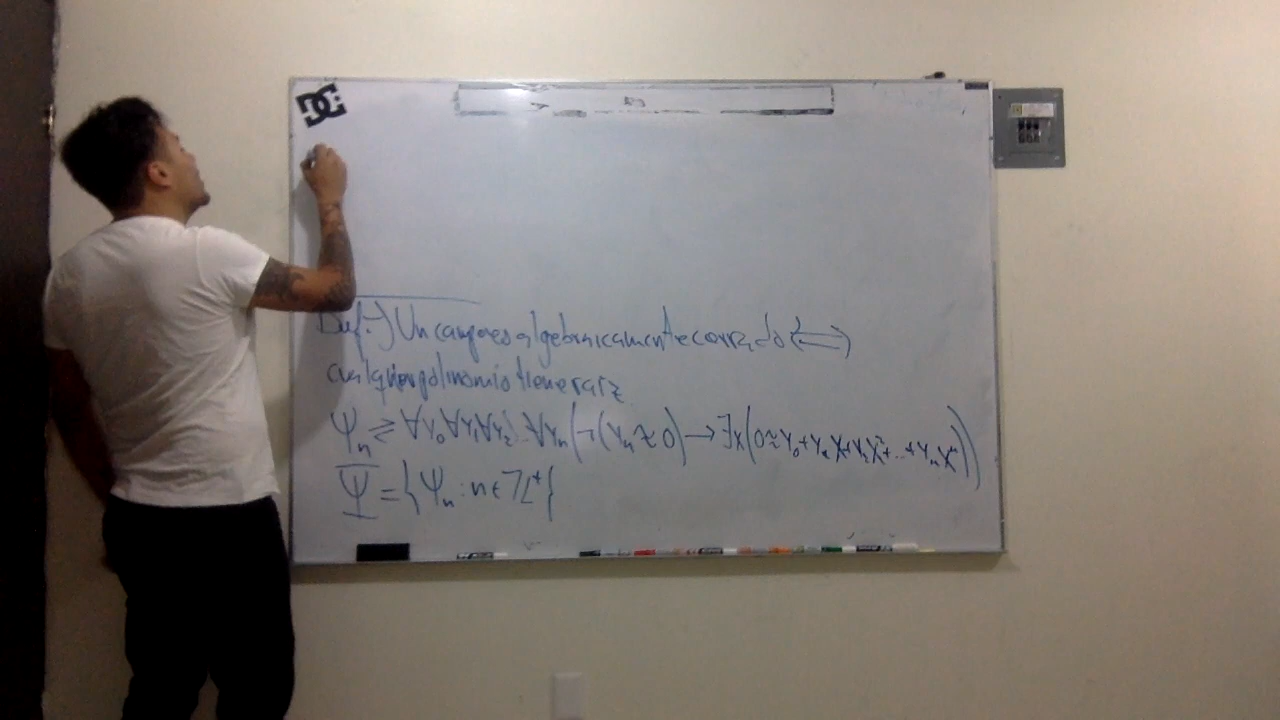 DC
Def.-) Un campo es algebraicamente cerrado (⟺)
cualquier polinomio tiene raíz
Ψₙ ⇌ ∀y₀∀y₁∀y₂...∀yₙ(¬(yₙ≈0)→∃x(0≈y₀+y₁x+y₂x²+...+yₙxⁿ))
Ψ = {Ψₙ : n ∈ ℤ⁺}